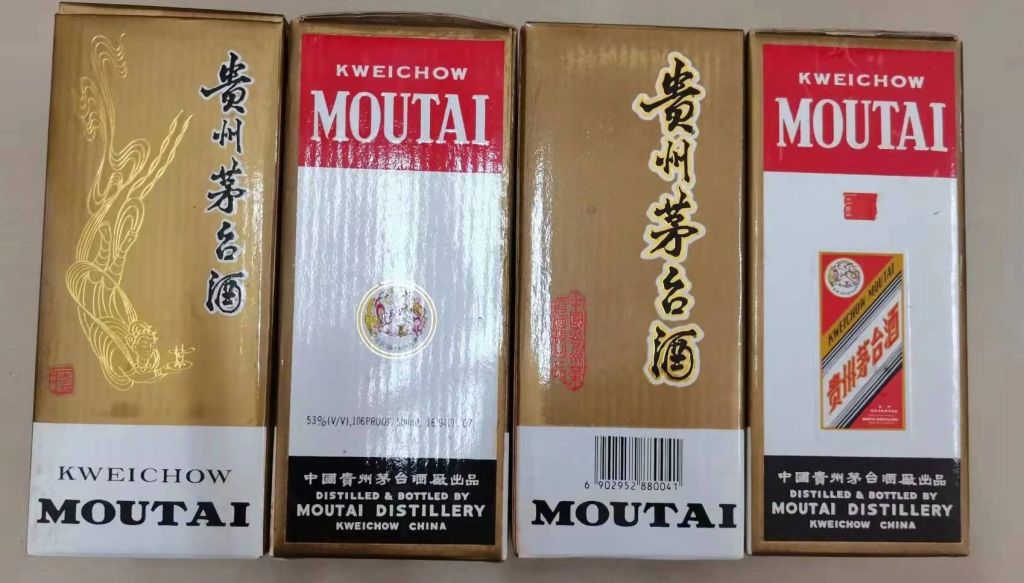 貴州茅台酒
KWEICHOW
MOUTAI
KWEICHOW
MOUTAI
53%(V/V),106PROOF,500ml
中國貴州茅台酒廠出品
DISTILLED & BOTTLED BY
MOUTAI DISTILLERY
KWEICHOW CHINA
貴州茅台酒
6 902952 880041
MOUTAI
KWEICHOW
MOUTAI
KWEICHOW MOUTAI
贵州茅台酒
中國貴州茅台酒廠出品
DISTILLED & BOTTLED BY
MOUTAI DISTILLERY
KWEICHOW CHINA